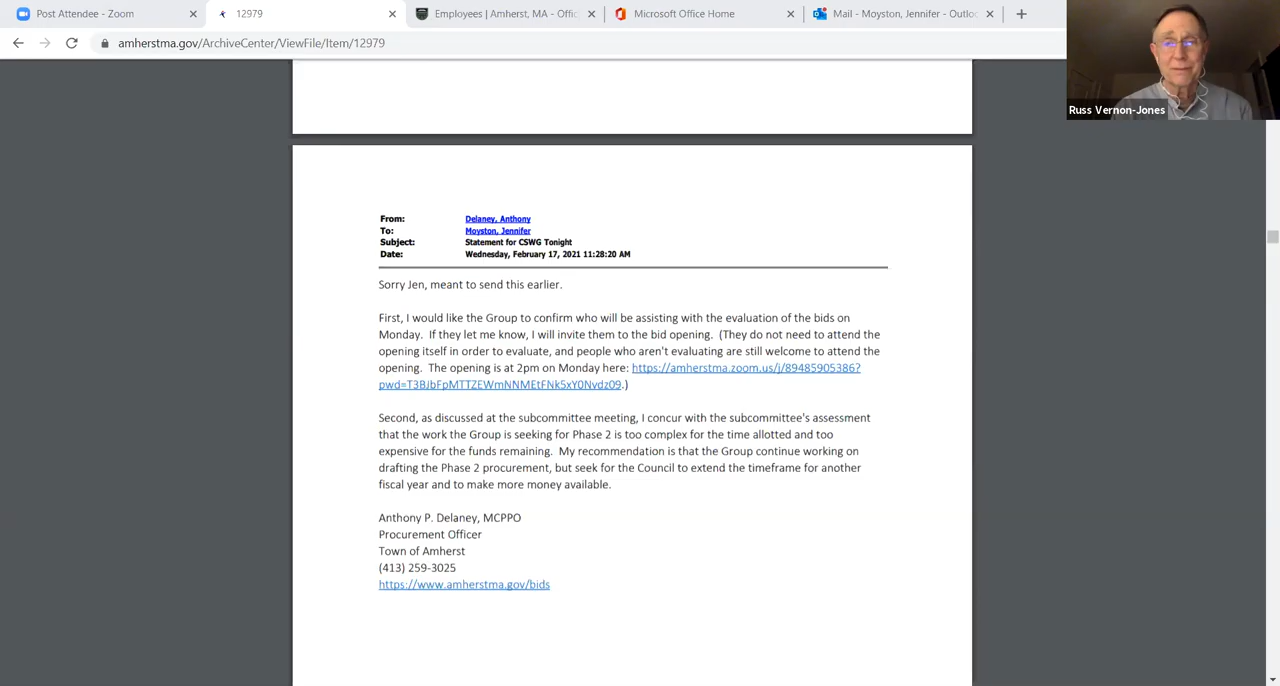 Post Attendee - Zoom
12979
Employees | Amherst, MA - Offic
Microsoft Office Home
Mail - Moyston, Jennifer - Outloo
amherstma.gov/ArchiveCenter/ViewFile/Item/12979
Russ Vernon-Jones
From: Delaney, Anthony
To: Moyston, Jennifer
Subject: Statement for CSWG Tonight
Date: Wednesday, February 17, 2021 11:28:20 AM
Sorry Jen, meant to send this earlier.
First, I would like the Group to confirm who will be assisting with the evaluation of the bids on
Monday.  If they let me know, I will invite them to the bid opening.  (They do not need to attend the
opening itself in order to evaluate, and people who aren't evaluating are still welcome to attend the
opening.  The opening is at 2pm on Monday here: https://amherstma.zoom.us/j/89485905386?
pwd=T3BJbFpMTTZEWmNNMEtFNk5xY0Nvdz09.)
Second, as discussed at the subcommittee meeting, I concur with the subcommittee's assessment
that the work the Group is seeking for Phase 2 is too complex for the time allotted and too
expensive for the funds remaining.  My recommendation is that the Group continue working on
drafting the Phase 2 procurement, but seek for the Council to extend the timeframe for another
fiscal year and to make more money available.
Anthony P. Delaney, MCPPO
Procurement Officer
Town of Amherst
(413) 259-3025
https://www.amherstma.gov/bids